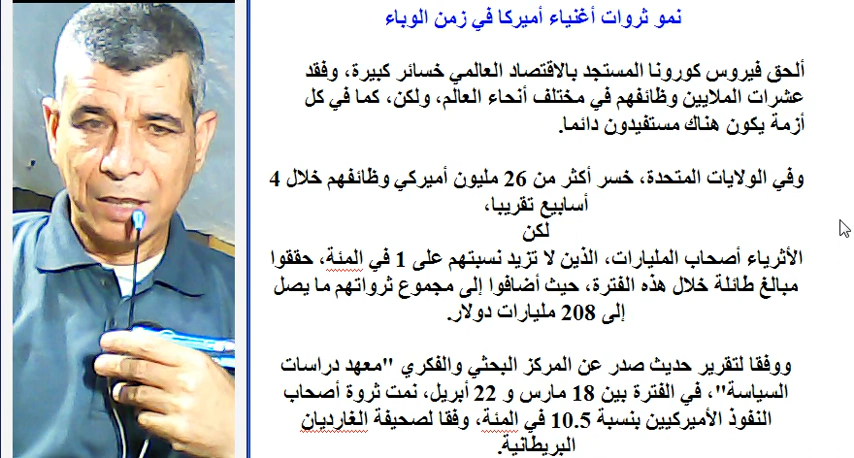 نمو ثروات أغنياء أميركا في زمن الوباء
ألحق فيروس كورونا المستجد بالاقتصاد العالمي خسائر كبيرة، وفقد
عشرات الملايين وظائفهم في مختلف أنحاء العالم، ولكن، كما في كل
أزمة يكون هناك مستفيدون دائما.
وفي الولايات المتحدة، خسر أكثر من 26 مليون أميركي وظائفهم خلال 4
أسابيع تقريبا،
لكن
الأثرياء أصحاب المليارات، الذين لا تزيد نسبتهم على 1 في المئة، حققوا
مبالغ طائلة خلال هذه الفترة، حيث أضافوا إلى مجموع ثرواتهم ما يصل
إلى 208 مليارات دولار.
ووفقا لتقرير حديث صدر عن المركز البحثي والفكري "معهد دراسات
السياسة"، في الفترة بين 18 مارس و 22 أبريل، نمت ثروة أصحاب
النفوذ الأميركيين بنسبة 10.5 في المئة، وفقا لصحيفة الغارديان
البريطانية.